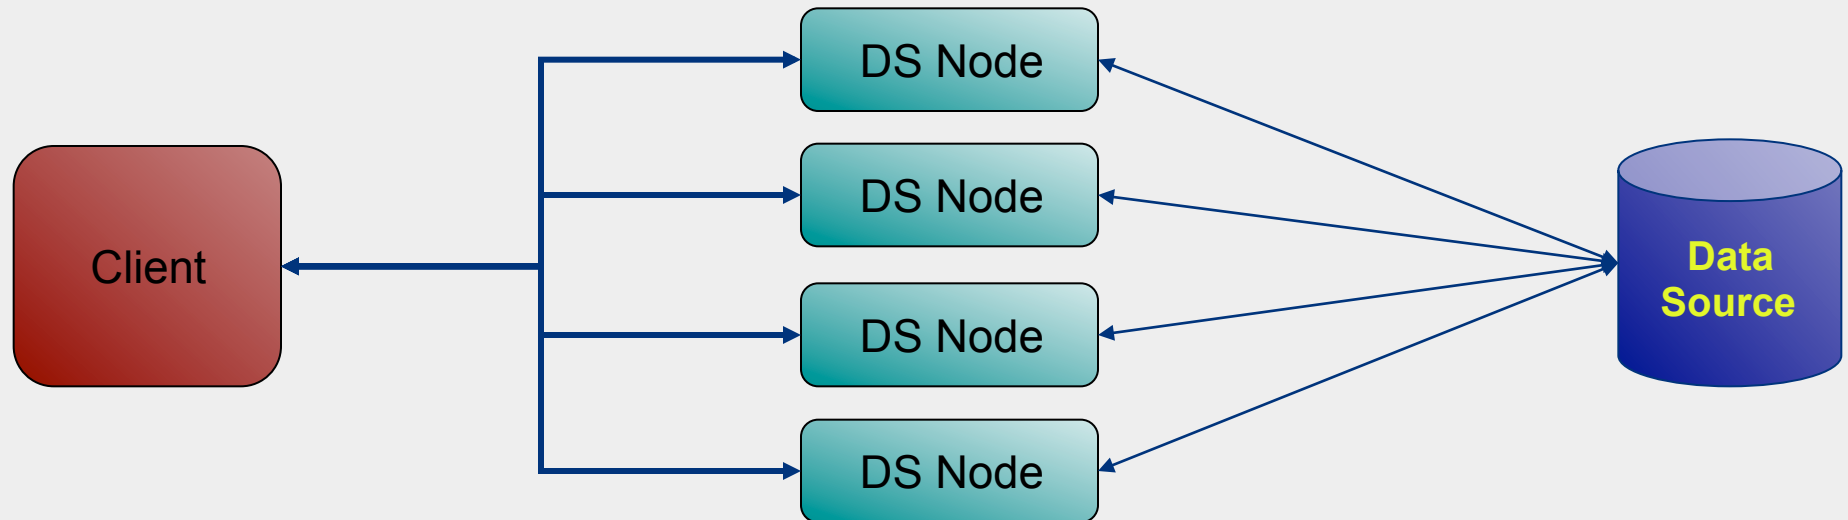 DS Node
DS Node
Client
Data
Source
DS Node
DS Node